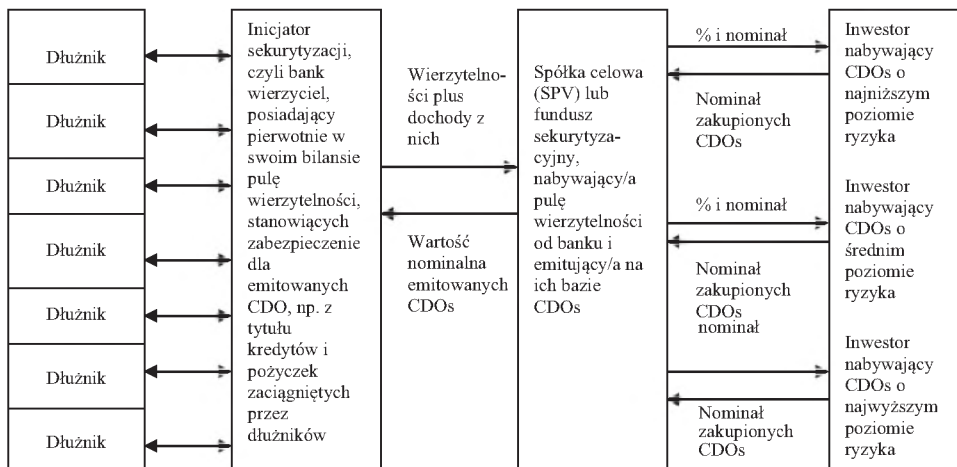 Dłużnik
Dłużnik
Dłużnik
Dłużnik
Dłużnik
Dłużnik
Dłużnik
Inicjator
sekurytyzacji,
czyli bank
wierzyciel,
posiadający
pierwotnie w
swoim bilansie
pulę
wierzytelności,
stanowiących
zabezpieczenie
dla
emitowanych
CDO, np. z
tytułu
kredytów i
pożyczek
zaciągniętych
przez
dłużników
Wierzytelno-
ści plus
dochody z
nich
Wartość
nominalna
emitowanych
CDOs
Spółka celowa
(SPV) lub
fundusz
sekurytyza-
cyjny,
nabywający/a
pulę
wierzytelności
od banku i
emitujący/a na
ich bazie
CDOs
% i nominał
Nominał
zakupionych
CDOs
% i nominał
Nominał
zakupionych
CDOs
nominał
Nominał
zakupionych
CDOs
Inwestor
nabywający
CDOs o
najniższym
poziomie
ryzyka
Inwestor
nabywający
CDOs o
średnim
poziomie
ryzyka
Inwestor
nabywający
CDOs o
najwyższym
poziomie
ryzyka